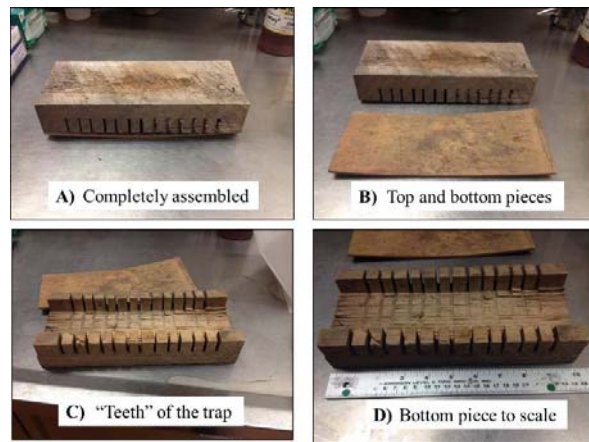 A) Completely assembled
B) Top and bottom pieces
C) “Teeth” of the trap
D) Bottom piece to scale